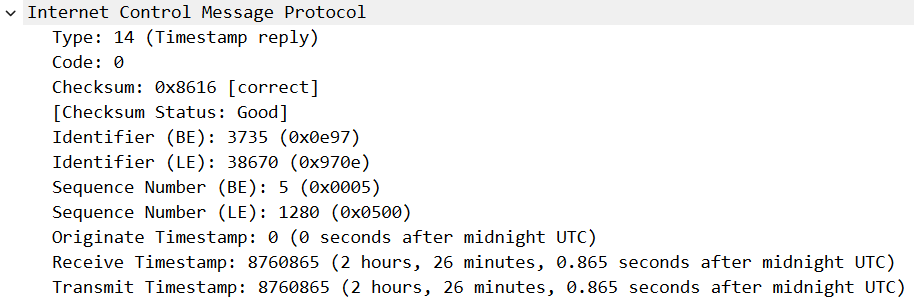 Internet Control Message Protocol
Type: 14 (Timestamp reply)
Code: 0
Checksum: 0x8616 [correct]
[Checksum Status: Good]
Identifier (BE): 3735 (0x0e97)
Identifier (LE): 38670 (0x970e)
Sequence Number (BE): 5 (0x0005)
Sequence Number (LE): 1280 (0x0500)
Originate Timestamp: 0 (0 seconds after midnight UTC)
Receive Timestamp: 8760865 (2 hours, 26 minutes, 0.865 seconds after midnight UTC)
Transmit Timestamp: 8760865 (2 hours, 26 minutes, 0.865 seconds after midnight UTC)